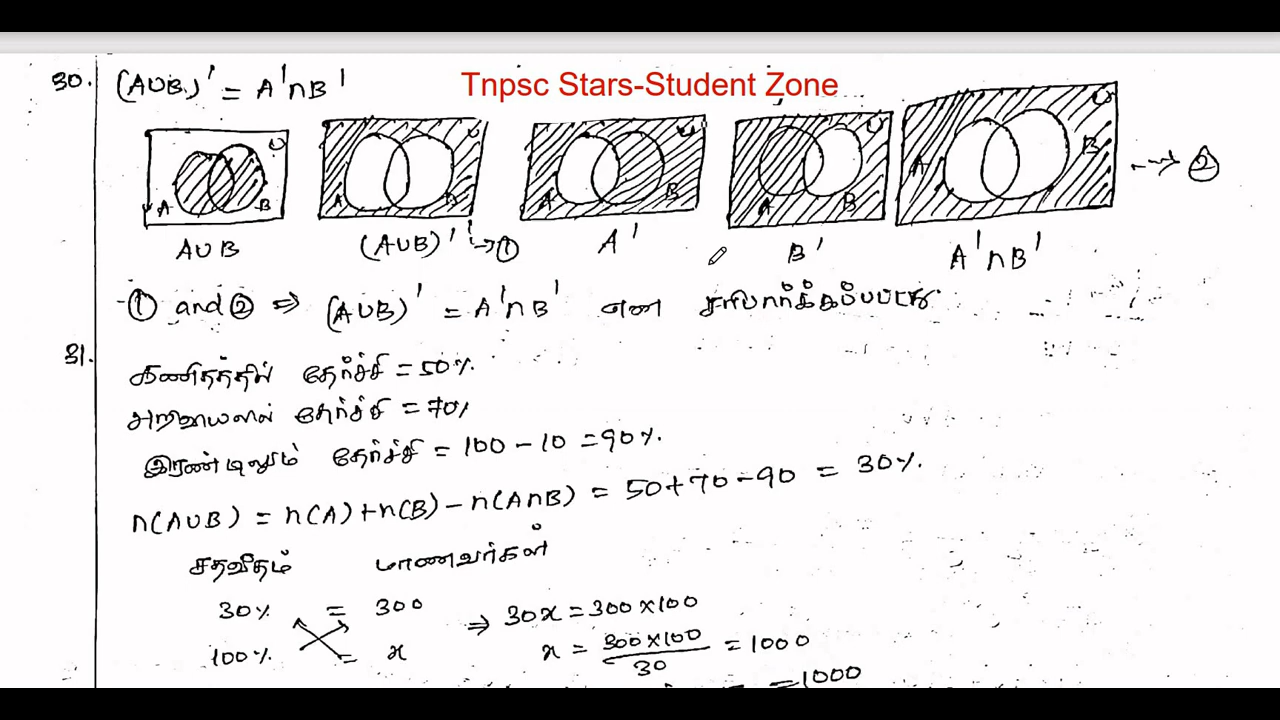 30. (A∪B)' = A'∩B'
Tnpsc Stars-Student Zone
U A B
U A B
U A B
U A B
U A B ⇢ ②
A∪B (A∪B)' → ① A' B' A'∩B'
① and ② ⇒ (A∪B)' = A'∩B' என சரிபார்க்கப்பட்டது
31.
கணிதத்தில் தேர்ச்சி = 50%.
அறிவியலில் தேர்ச்சி = 70%
இரண்டிலும் தேர்ச்சி = 100 - 10 = 90%.
n(A∪B) = n(A) + n(B) - n(A∩B) = 50+70-90 = 30%.
சதவீதம் மாணவர்கள்
30% = 300 ⇒ 30x = 300×100
100% = x x = 300×100 / 30 = 1000
= 1000